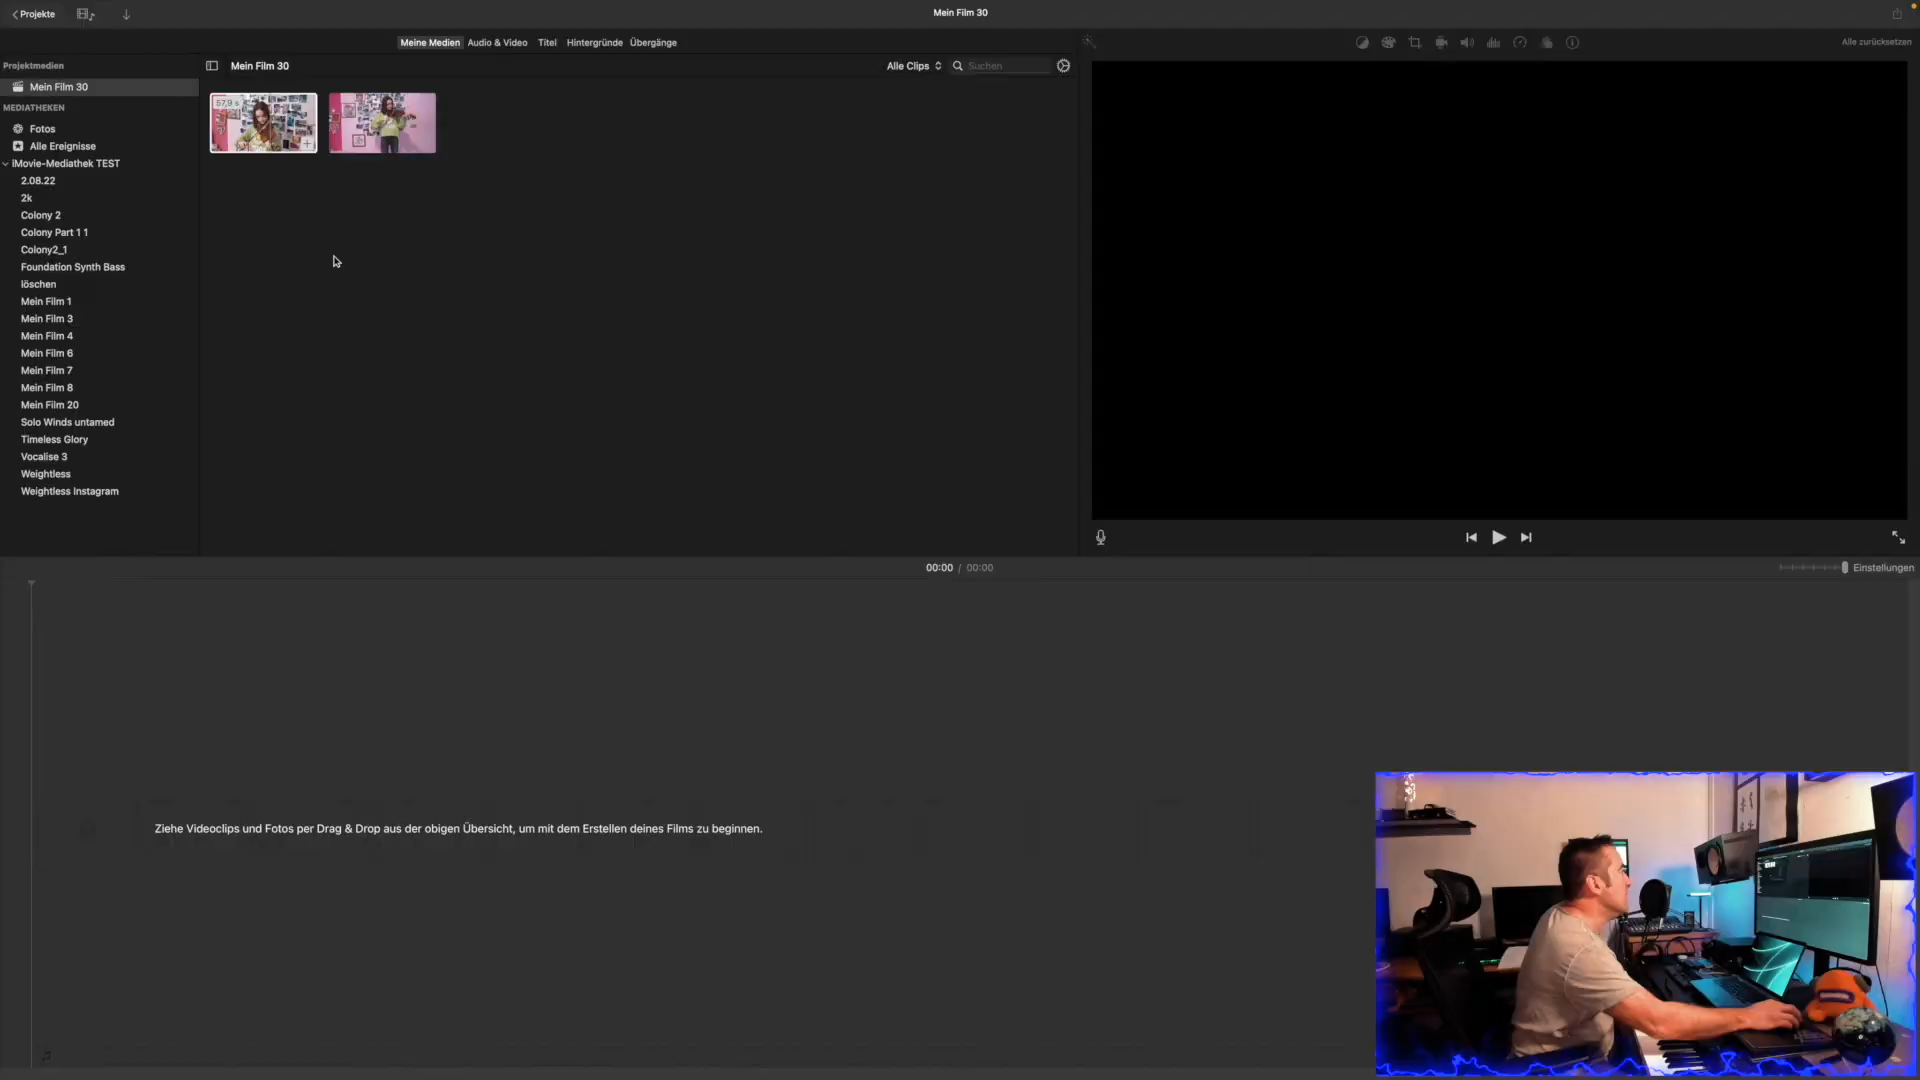 Projekte
Mein Film 30
Meine Medien
Audio & Video
Titel
Hintergründe
Übergänge
Alle zurücksetzen
Projektmedien
Mein Film 30
MEDIATHEKEN
Fotos
Alle Ereignisse
iMovie-Mediathek TEST
2.08.22
2k
Colony 2
Colony Part 1 1
Colony2_1
Foundation Synth Bass
löschen
Mein Film 1
Mein Film 3
Mein Film 4
Mein Film 6
Mein Film 7
Mein Film 8
Mein Film 20
Solo Winds untamed
Timeless Glory
Vocalise 3
Weightless
Weightless Instagram
Mein Film 30
Alle Clips
Suchen
57,9 s
00:00 / 00:00
Einstellungen
Ziehe Videoclips und Fotos per Drag & Drop aus der obigen Übersicht, um mit dem Erstellen deines Films zu beginnen.